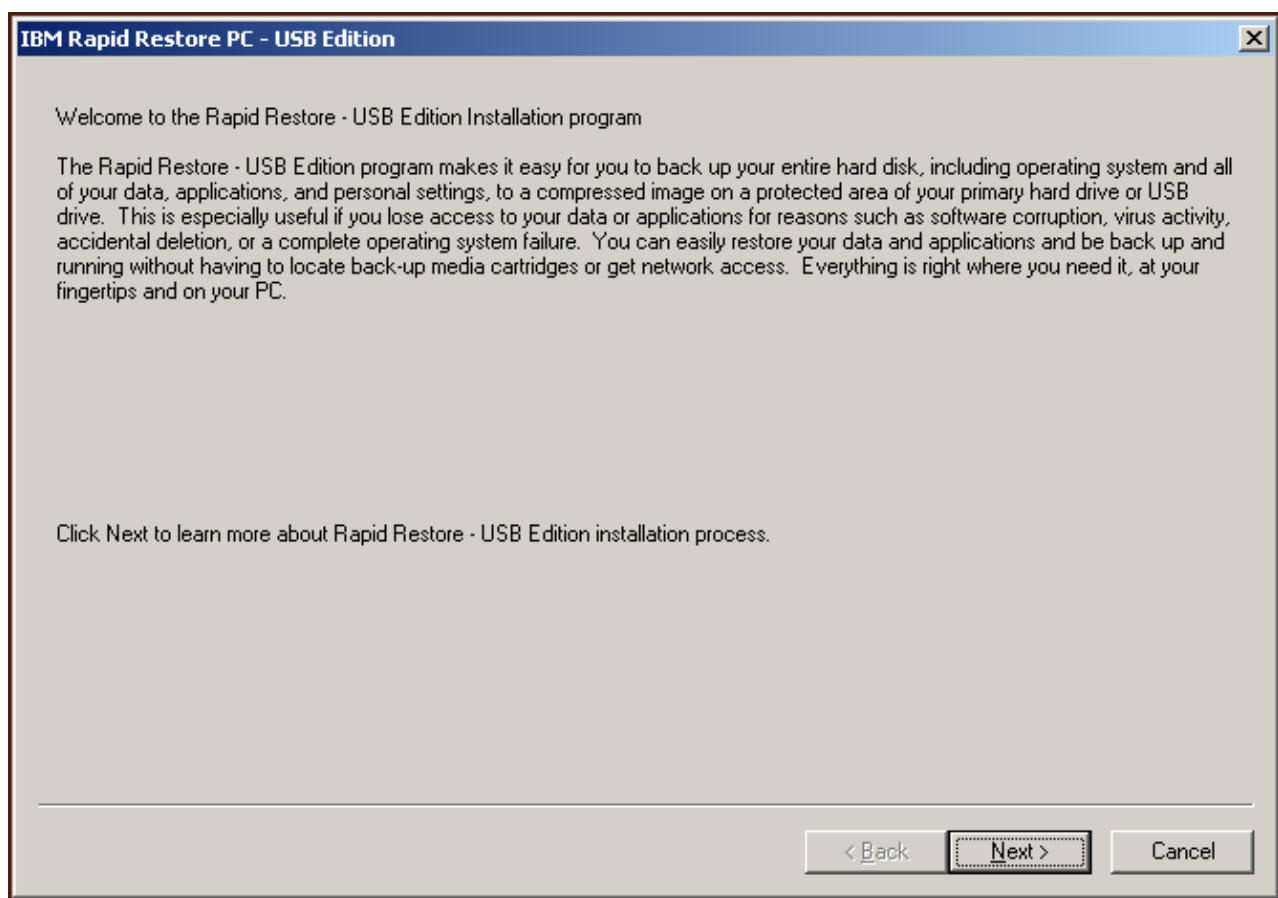 IBM Rapid Restore PC - USB Edition
Welcome to the Rapid Restore - USB Edition Installation program
The Rapid Restore - USB Edition program makes it easy for you to back up your entire hard disk, including operating system and all
of your data, applications, and personal settings, to a compressed image on a protected area of your primary hard drive or USB
drive.  This is especially useful if you lose access to your data or applications for reasons such as software corruption, virus activity,
accidental deletion, or a complete operating system failure.  You can easily restore your data and applications and be back up and
running without having to locate back-up media cartridges or get network access.  Everything is right where you need it, at your
fingertips and on your PC.
Click Next to learn more about Rapid Restore - USB Edition installation process.
< Back
Next >
Cancel